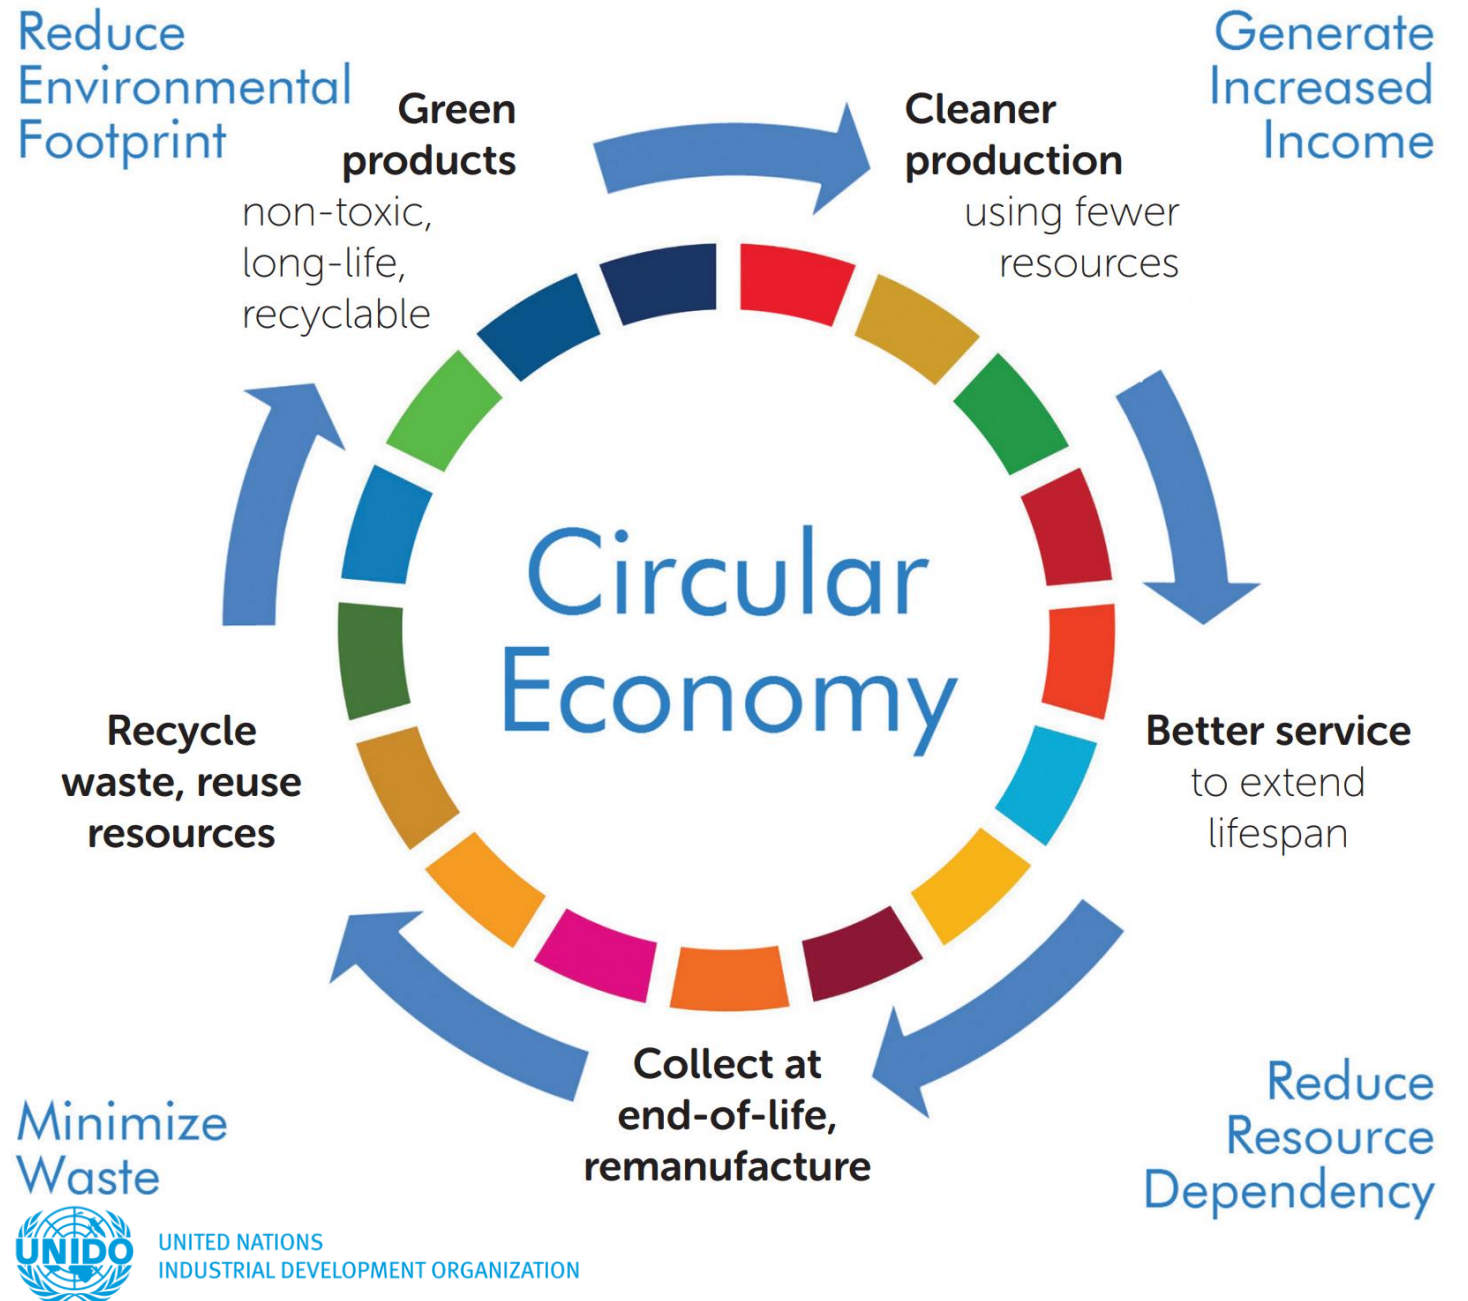 Reduce
Environmental
Footprint
Generate
Increased
Income
Green
products
non-toxic,
long-life,
recyclable
Cleaner
production
using fewer
resources
Circular
Economy
Recycle
waste, reuse
resources
Better service
to extend
lifespan
Collect at
end-of-life,
remanufacture
Minimize
Waste
Reduce
Resource
Dependency
UNIDO
UNITED NATIONS
INDUSTRIAL DEVELOPMENT ORGANIZATION